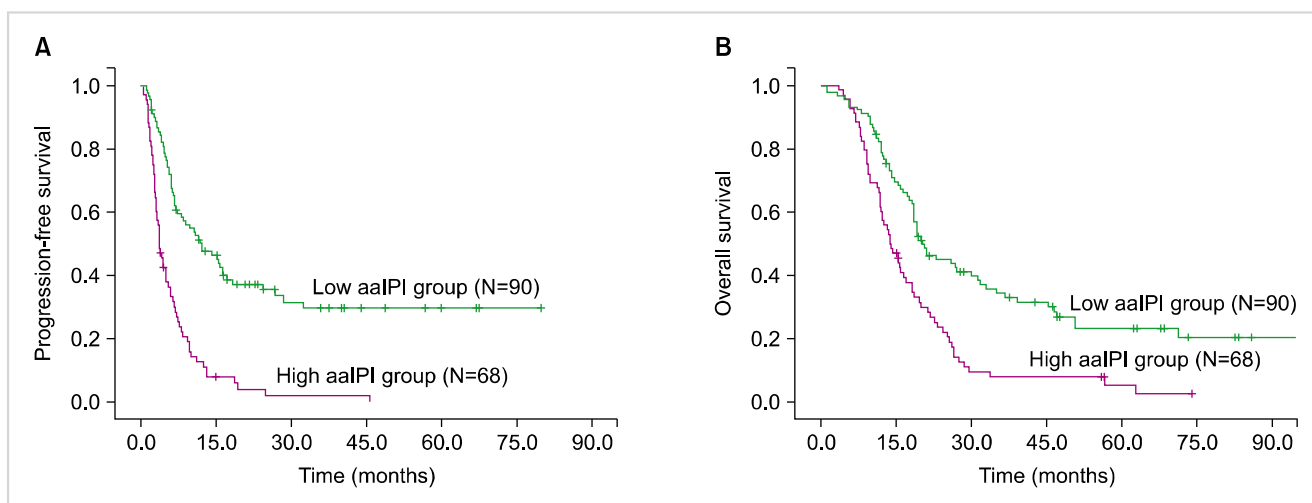 A
Progression-free survival
1.0
0.8
0.6
0.4
0.2
0.0
Low aaIPI group (N=90)
High aaIPI group (N=68)
0.0 15.0 30.0 45.0 60.0 75.0 90.0
Time (months)
B
Overall survival
1.0
0.8
0.6
0.4
0.2
0.0
Low aaIPI group (N=90)
High aaIPI group (N=68)
0.0 15.0 30.0 45.0 60.0 75.0 90.0
Time (months)